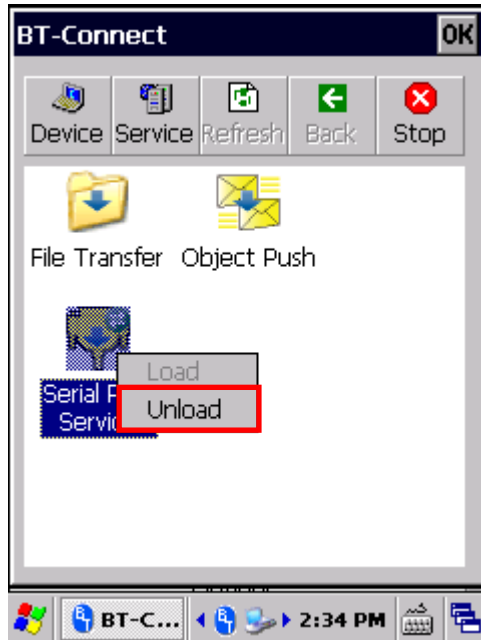 BT-Connect OK
Device Service Refresh Back Stop
File Transfer Object Push
Load
Serial
Unload
BT-C... 2:34 PM